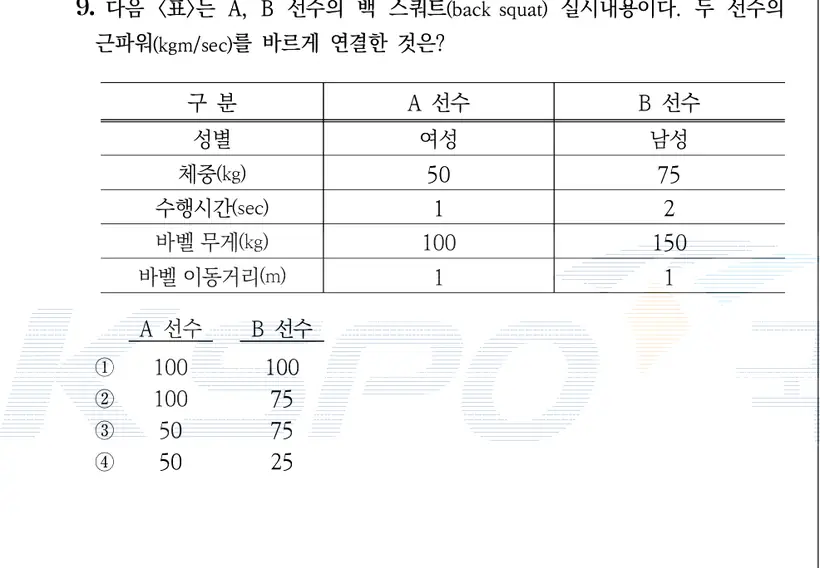 9. 다음 〈표〉는 A, B 선수의 백 스쿼트(back squat) 실시내용이다. 두 선수의
근파워(kgm/sec)를 바르게 연결한 것은?
구 분 A 선수 B 선수
성별 여성 남성
체중(kg) 50 75
수행시간(sec) 1 2
바벨 무게(kg) 100 150
바벨 이동거리(m) 1 1
A 선수 B 선수
① 100 100
② 100 75
③ 50 75
④ 50 25
KSPO